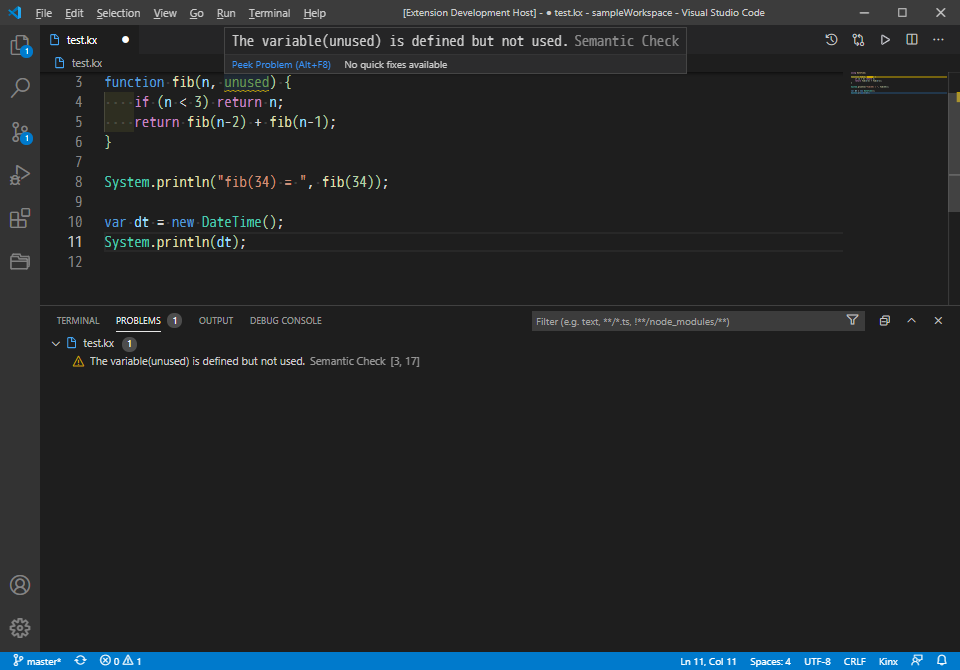 File Edit Selection View Go Run Terminal Help [Extension Development Host] - ● test.kx - sampleWorkspace - Visual Studio Code
test.kx ●
The variable(unused) is defined but not used. Semantic Check
Peek Problem (Alt+F8) No quick fixes available
test.kx
1
1
3 function fib(n, unused) {
4 ····if (n < 3) return n;
5 ····return fib(n-2) + fib(n-1);
6 }
7
8 System.println("fib(34) = ", fib(34));
9
10 var dt = new DateTime();
11 System.println(dt);
12
TERMINAL PROBLEMS 1 OUTPUT DEBUG CONSOLE Filter (e.g. text, **/*.ts, !**/node_modules/**)
test.kx 1
The variable(unused) is defined but not used. Semantic Check [3, 17]
master* 0 1 Ln 11, Col 11 Spaces: 4 UTF-8 CRLF Kinx